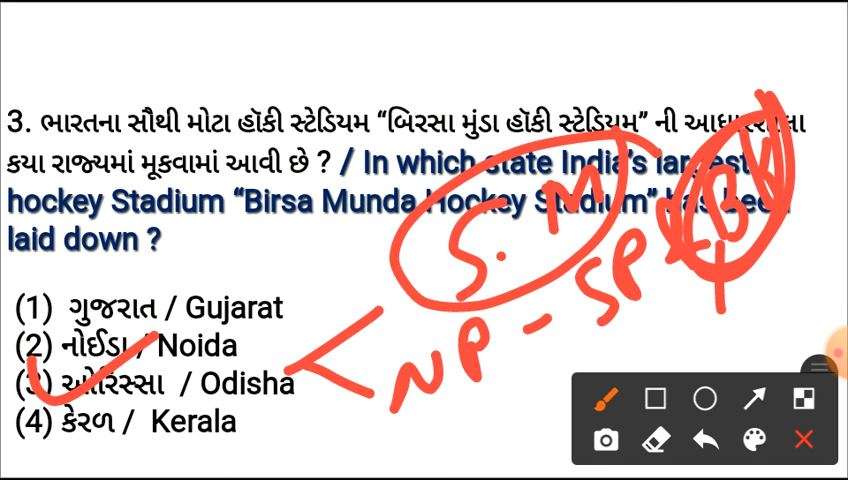 3. ભારતના સૌથી મોટા હૉકી સ્ટેડિયમ “બિરસા મુંડા હૉકી સ્ટેડિયમ” ની આધારશીલા
કયા રાજ્યમાં મૂકવામાં આવી છે ? / In which state India's largest
hockey Stadium “Birsa Munda Hockey Stadium” has been
laid down ?
S. M
NP - SP
(1) ગુજરાત / Gujarat
(2) નોઈડા / Noida
(3) ઓરિસ્સા / Odisha
(4) કેરળ / Kerala